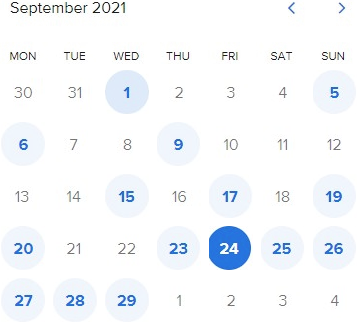 September 2021
MON TUE WED THU FRI SAT SUN
30 31 1 2 3 4 5
6 7 8 9 10 11 12
13 14 15 16 17 18 19
20 21 22 23 24 25 26
27 28 29 1 2 3 4